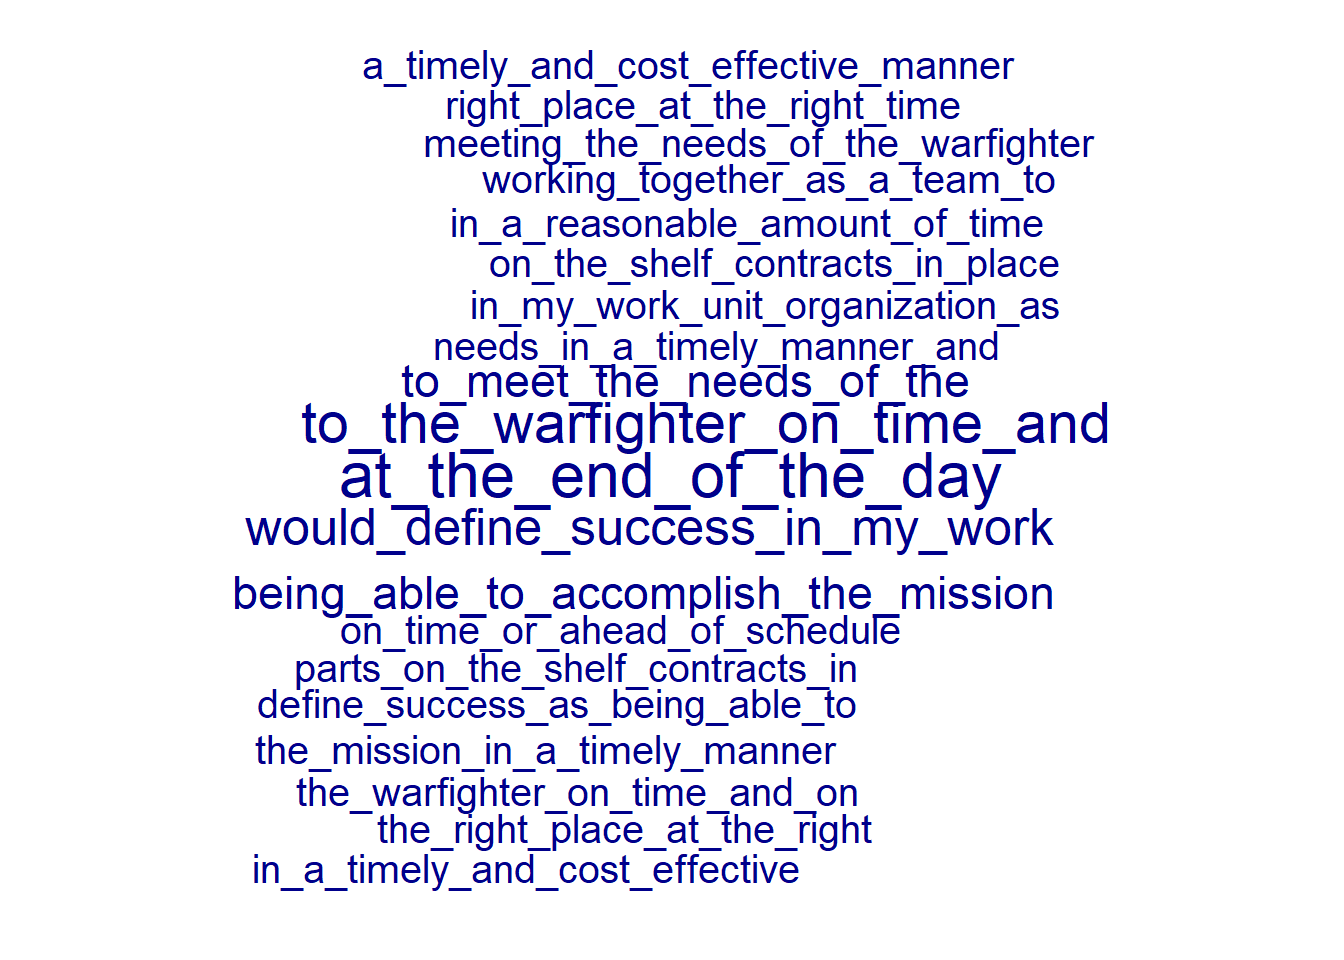 a_timely_and_cost_effective_manner
right_place_at_the_right_time
meeting_the_needs_of_the_warfighter
working_together_as_a_team_to
in_a_reasonable_amount_of_time
on_the_shelf_contracts_in_place
in_my_work_unit_organization_as
needs_in_a_timely_manner_and
to_meet_the_needs_of_the
to_the_warfighter_on_time_and
at_the_end_of_the_day
would_define_success_in_my_work
being_able_to_accomplish_the_mission
on_time_or_ahead_of_schedule
parts_on_the_shelf_contracts_in
define_success_as_being_able_to
the_mission_in_a_timely_manner
the_warfighter_on_time_and_on
the_right_place_at_the_right
in_a_timely_and_cost_effective